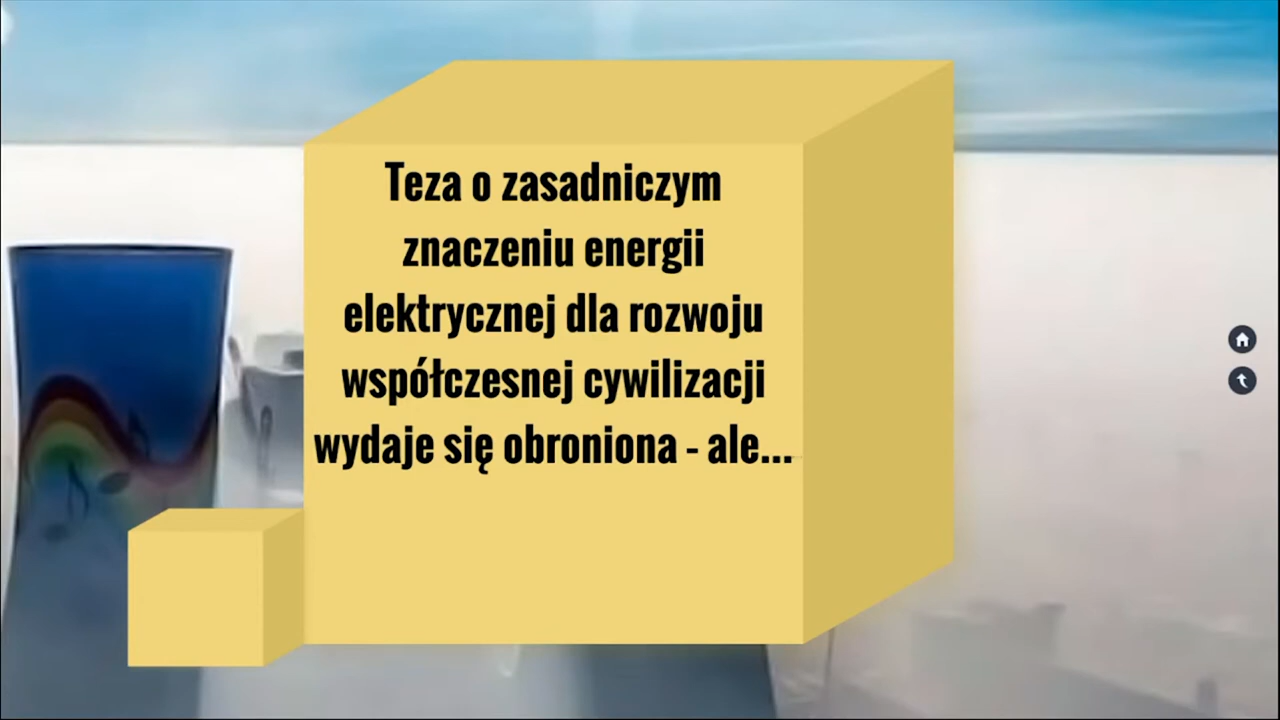 Teza o zasadniczym
znaczeniu energii
elektrycznej dla rozwoju
współczesnej cywilizacji
wydaje się obroniona - ale...